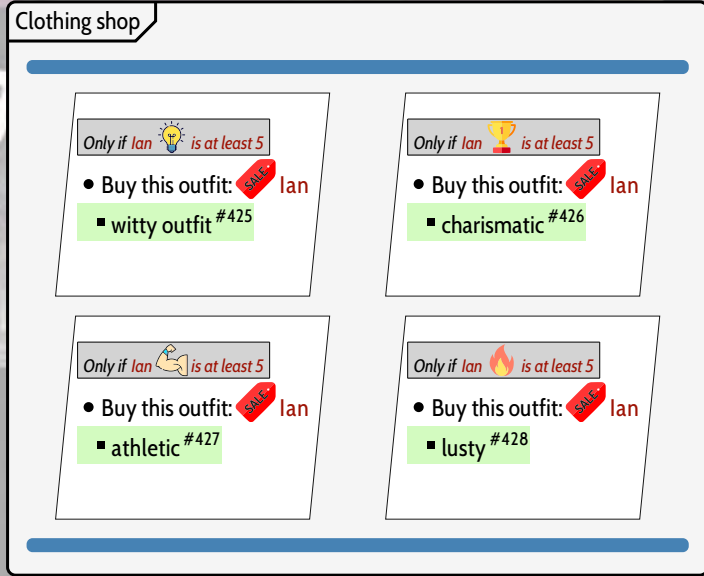 Clothing shop
Only if Ian is at least 5
Buy this outfit: SALE Ian
witty outfit #425
Only if Ian 1 is at least 5
Buy this outfit: SALE Ian
charismatic #426
Only if Ian is at least 5
Buy this outfit: SALE Ian
athletic #427
Only if Ian is at least 5
Buy this outfit: SALE Ian
lusty #428